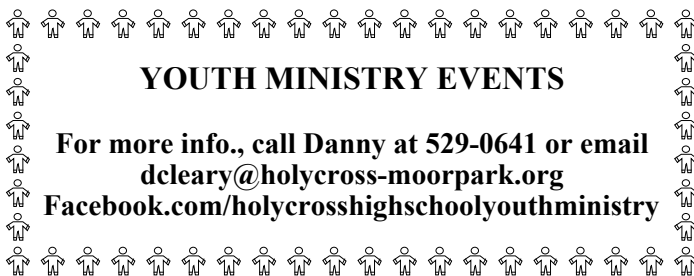 YOUTH MINISTRY EVENTS
For more info., call Danny at 529-0641 or email
dcleary@holycross-moorpark.org
Facebook.com/holycrosshighschoolyouthministry